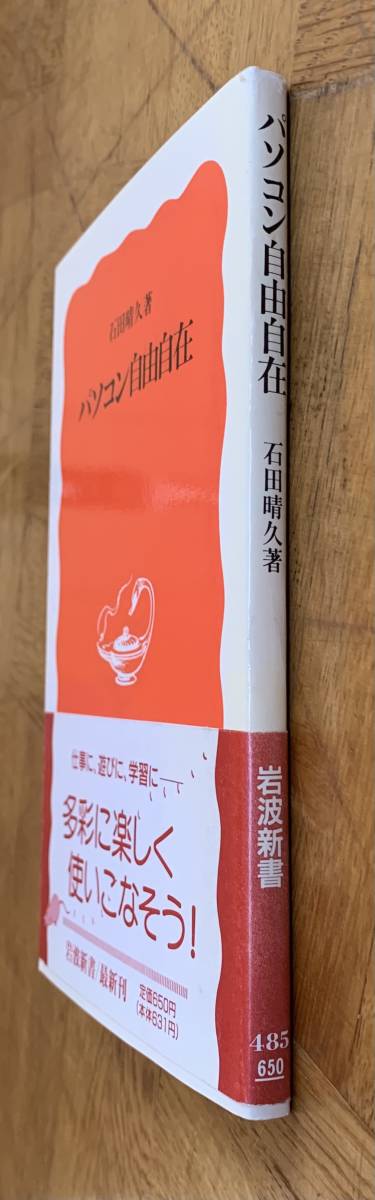 石田晴久著
パソコン自由自在
仕事に、遊びに、学習に――
多彩に楽しく
使いこなそう!
岩波新書/最新刊
定価650円
(本体631円)
パソコン自由自在
石田晴久著
岩波新書
485
650